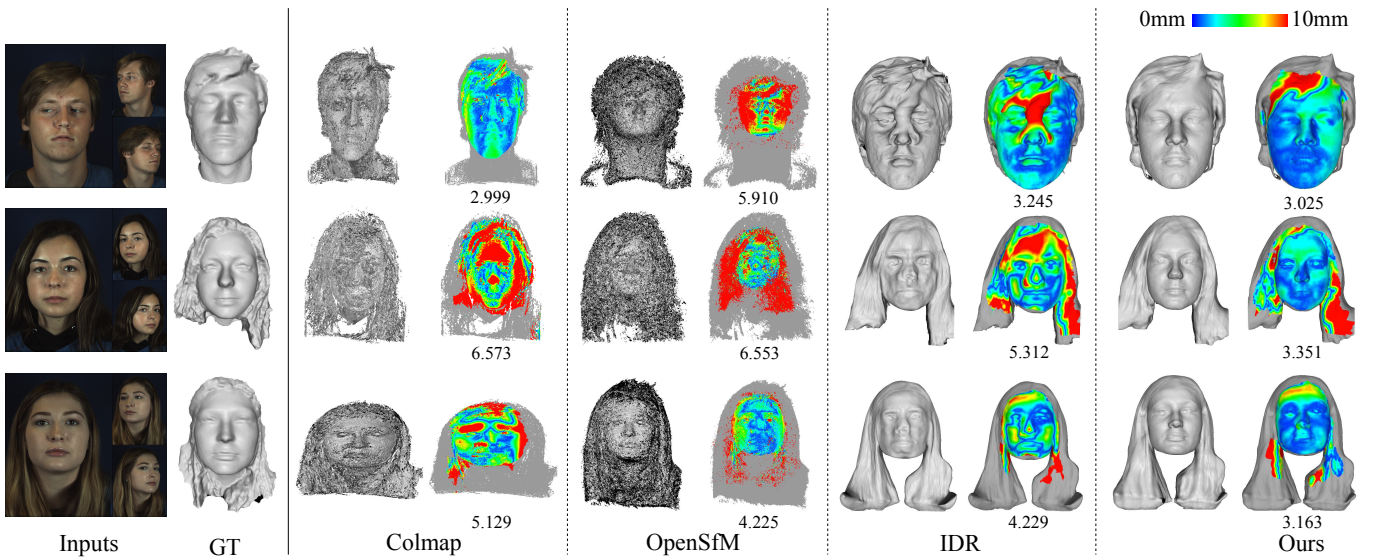 0mm 10mm
2.999 5.910 3.245 3.025
6.573 6.553 5.312 3.351
5.129 4.225 4.229 3.163
Inputs GT Colmap OpenSfM IDR Ours